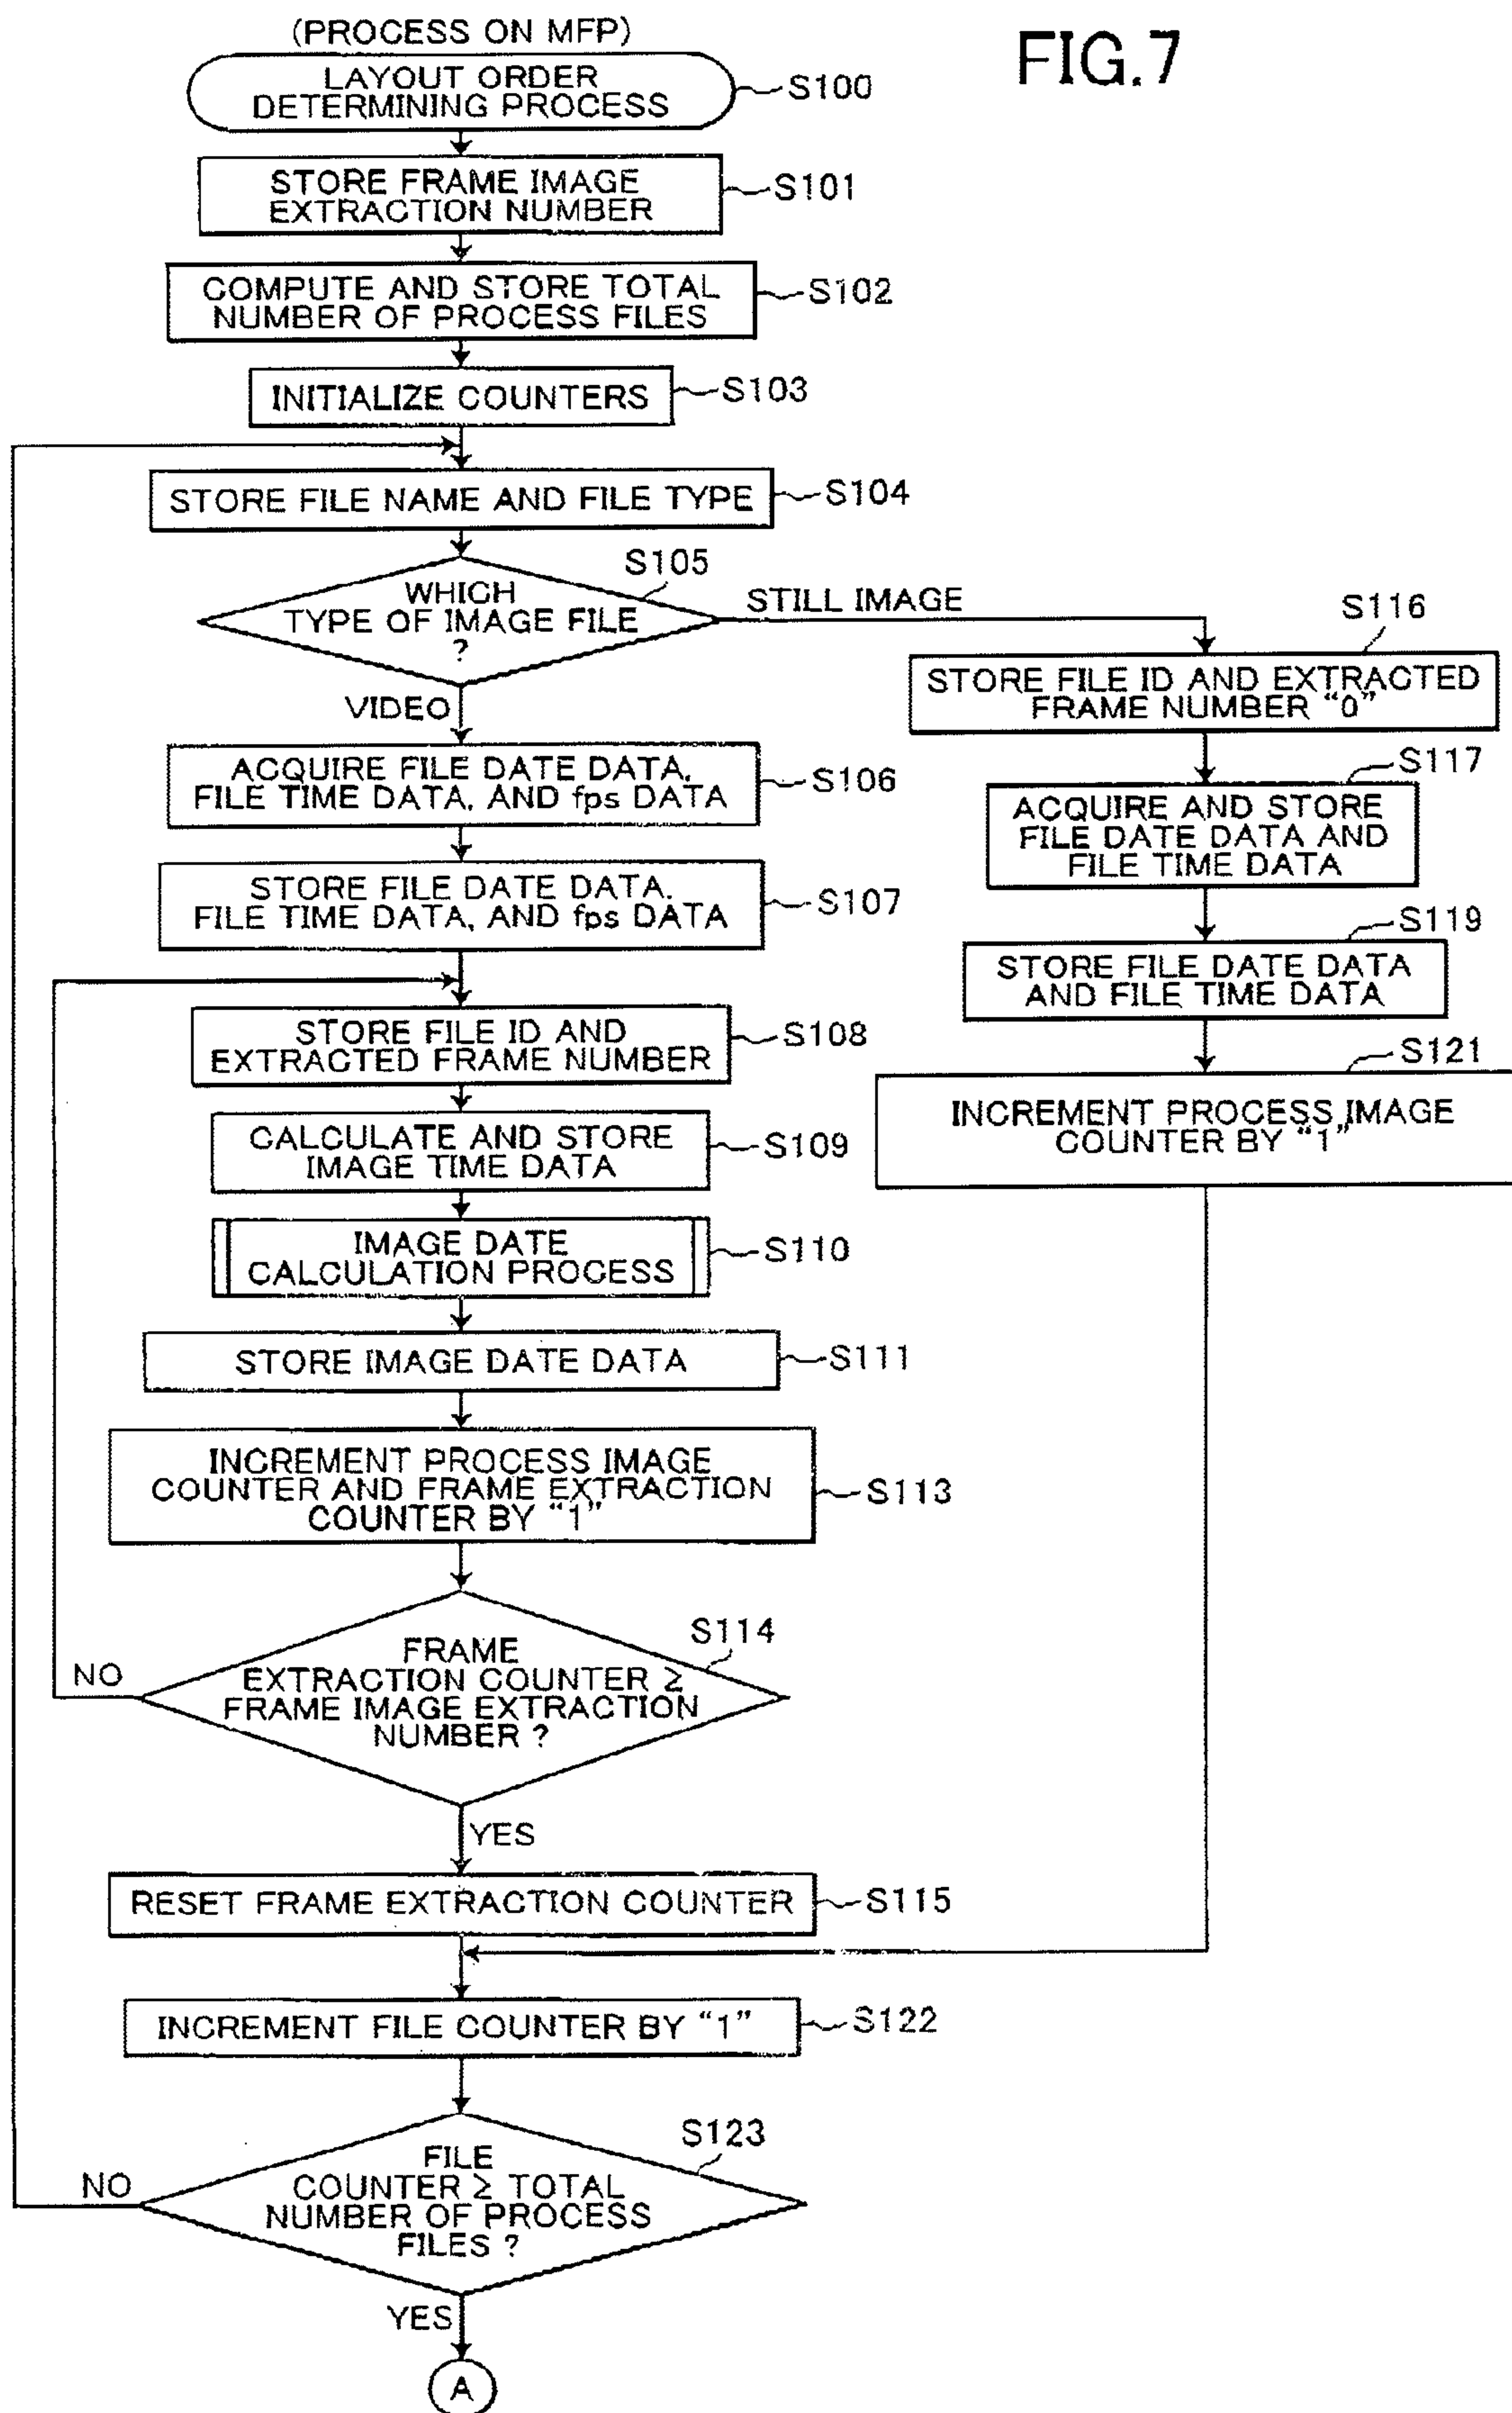 (PROCESS ON MFP)
FIG.7
LAYOUT ORDER
DETERMINING PROCESS
S100
STORE FRAME IMAGE
EXTRACTION NUMBER
S101
COMPUTE AND STORE TOTAL
NUMBER OF PROCESS FILES
S102
INITIALIZE COUNTERS
S103
STORE FILE NAME AND FILE TYPE
S104
S105
WHICH
TYPE OF IMAGE FILE
?
STILL IMAGE
VIDEO
S116
STORE FILE ID AND EXTRACTED
FRAME NUMBER “0”
ACQUIRE FILE DATE DATA,
FILE TIME DATA, AND fps DATA
S106
S117
ACQUIRE AND STORE
FILE DATE DATA AND
FILE TIME DATA
STORE FILE DATE DATA,
FILE TIME DATA, AND fps DATA
S107
S119
STORE FILE DATE DATA
AND FILE TIME DATA
STORE FILE ID AND
EXTRACTED FRAME NUMBER
S108
S121
INCREMENT PROCESS IMAGE
COUNTER BY “1”
CALCULATE AND STORE
IMAGE TIME DATA
S109
IMAGE DATE
CALCULATION PROCESS
S110
STORE IMAGE DATE DATA
S111
INCREMENT PROCESS IMAGE
COUNTER AND FRAME EXTRACTION
COUNTER BY “1”
S113
S114
FRAME
EXTRACTION COUNTER ≥
FRAME IMAGE EXTRACTION
NUMBER ?
NO
YES
RESET FRAME EXTRACTION COUNTER
S115
INCREMENT FILE COUNTER BY “1”
S122
S123
FILE
COUNTER ≥ TOTAL
NUMBER OF PROCESS
FILES ?
NO
YES
A